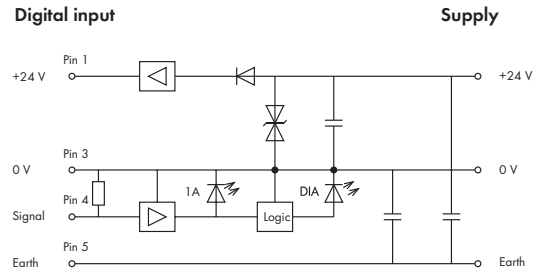 Digital input Supply
Pin 1
+24 V +24 V
Pin 3
0 V 0 V
1A DIA
Pin 4
Signal Logic
Pin 5
Earth Earth